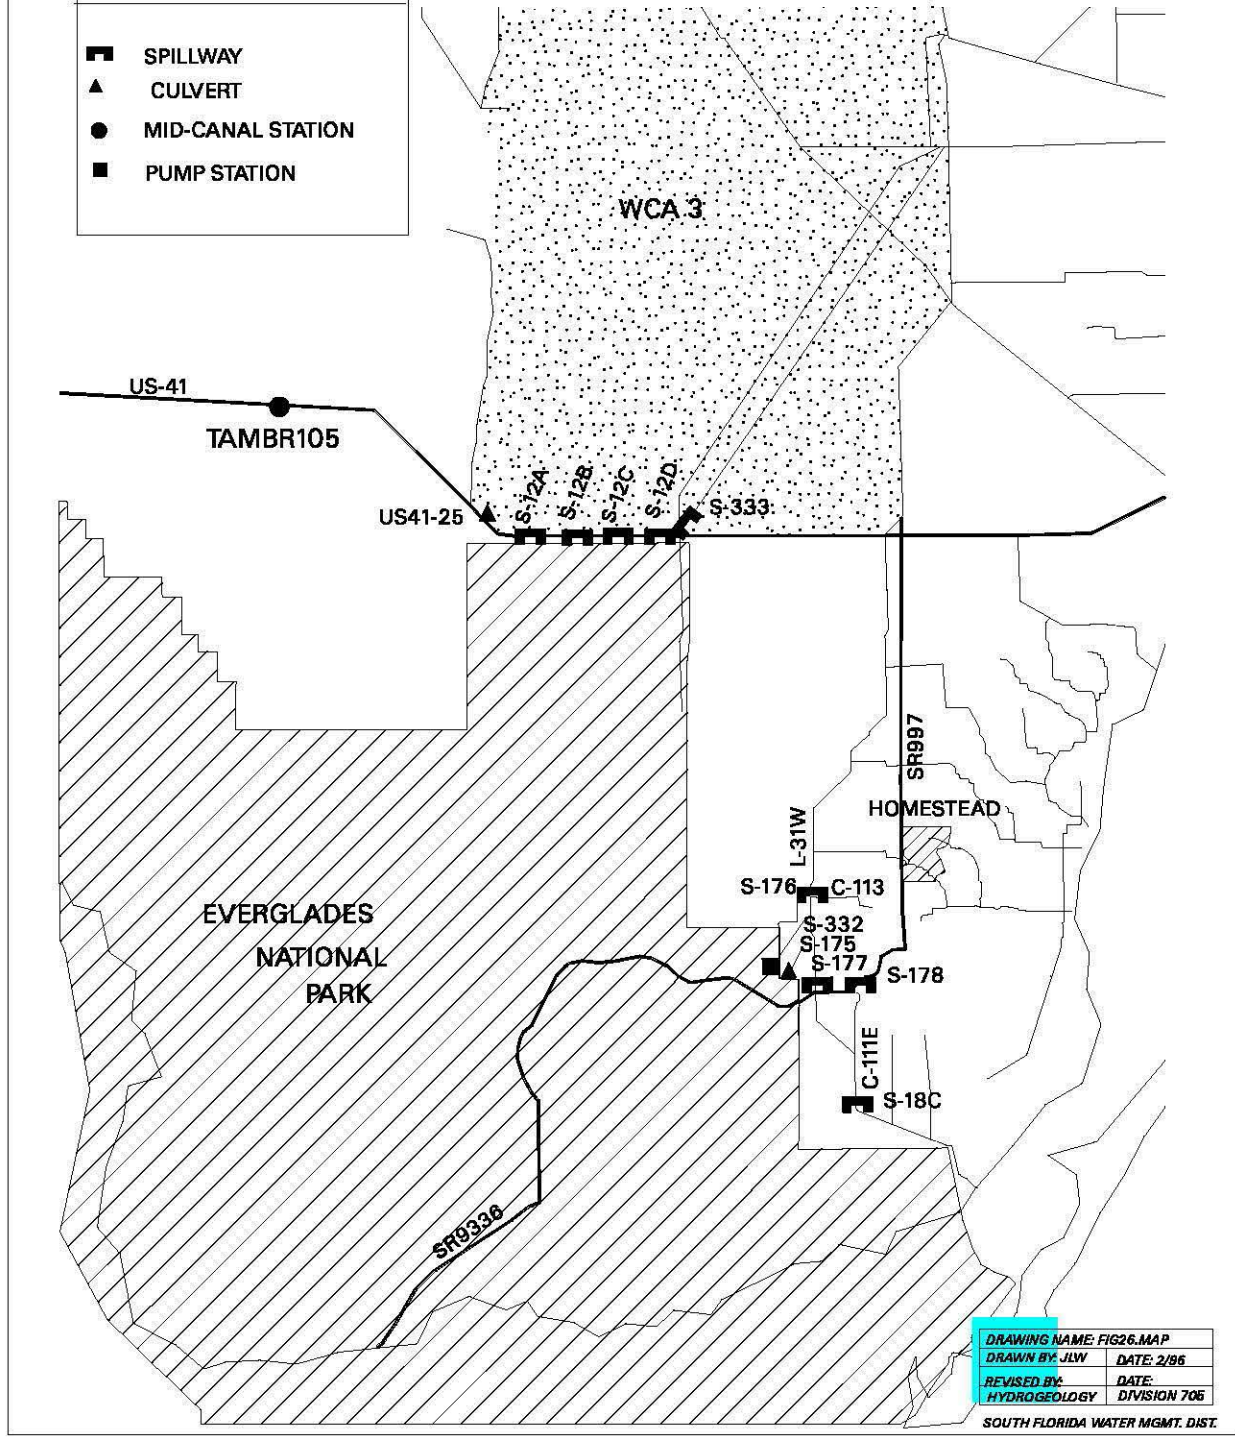 SPILLWAY
CULVERT
MID-CANAL STATION
PUMP STATION
WCA 3
US-41
TAMBR105
US41-25
S-12A
S-12B
S-12C
S-12D
S-333
SR997
HOMESTEAD
L-31W
S-176
C-113
S-332
S-175
S-177
S-178
EVERGLADES
NATIONAL
PARK
C-111E
S-18C
SR9336
DRAWING NAME: FIG26.MAP
DRAWN BY: JLW DATE: 2/96
REVISED BY: DATE:
HYDROGEOLOGY DIVISION 705
SOUTH FLORIDA WATER MGMT. DIST.